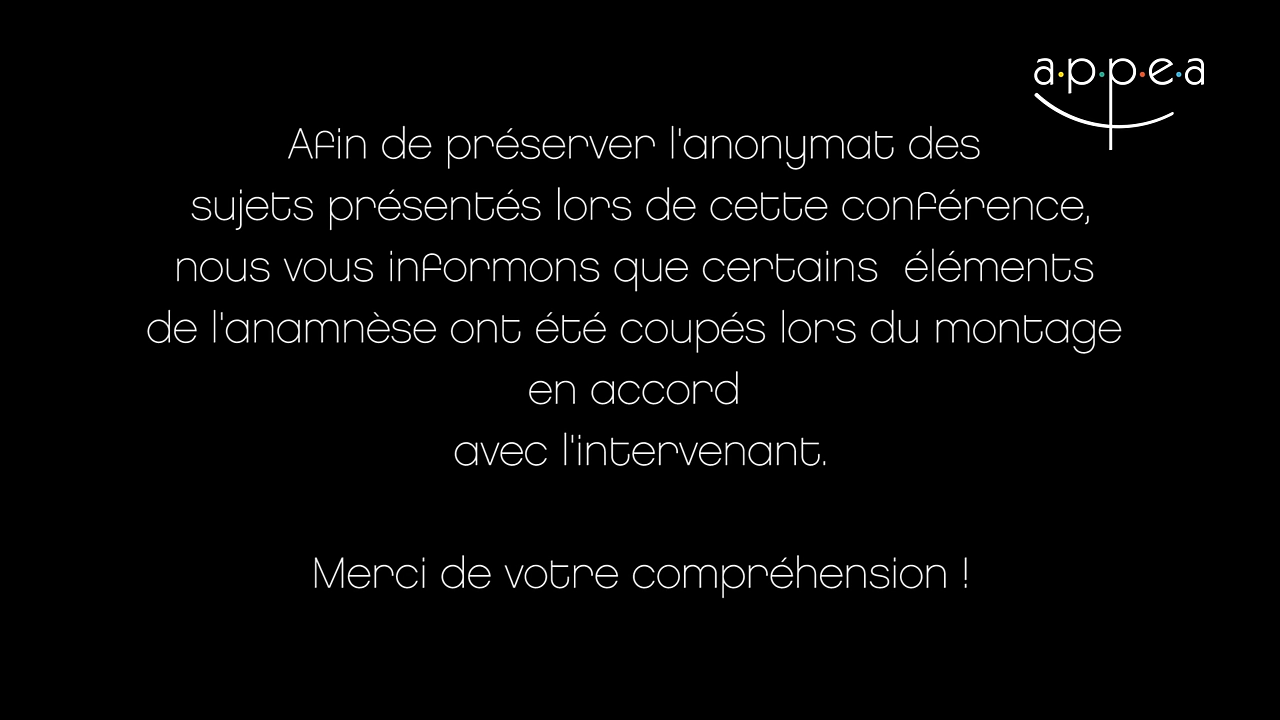 a·p·p·e·a
Afin de préserver l'anonymat des
sujets présentés lors de cette conférence,
nous vous informons que certains  éléments
de l'anamnèse ont été coupés lors du montage
en accord
avec l'intervenant.
Merci de votre compréhension !